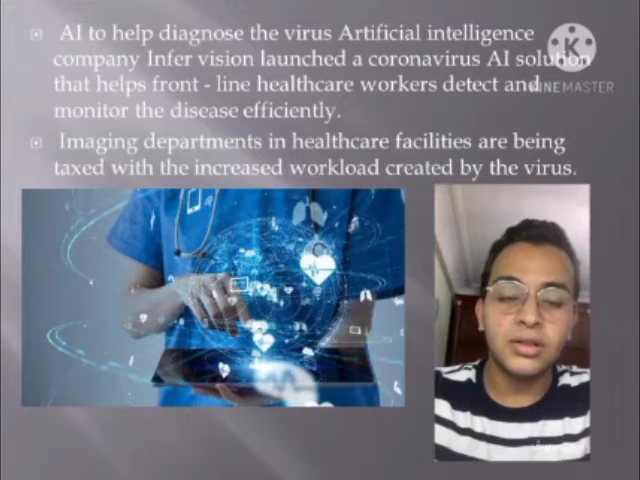 AI to help diagnose the virus Artificial intelligence
company Infer vision launched a coronavirus AI solution
that helps front - line healthcare workers detect and
monitor the disease efficiently.
Imaging departments in healthcare facilities are being
taxed with the increased workload created by the virus.
KINEMASTER